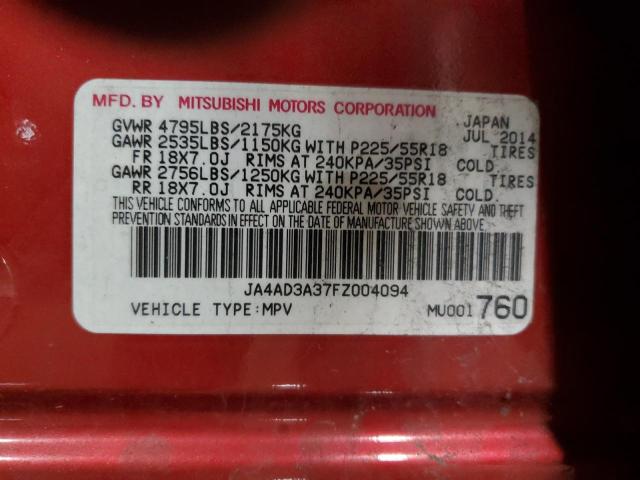 MFD. BY MITSUBISHI MOTORS CORPORATION
GVWR 4795LBS/2175KG JAPAN JUL 2014
GAWR 2535LBS/1150KG WITH P225/55R18 TIRES
FR 18X7.0J RIMS AT 240KPA/35PSI COLD
GAWR 2756LBS/1250KG WITH P225/55R18 TIRES
RR 18X7.0J RIMS AT 240KPA/35PSI COLD.
THIS VEHICLE CONFORMS TO ALL APPLICABLE FEDERAL MOTOR VEHICLE SAFETY AND THEFT
PREVENTION STANDARDS IN EFFECT ON THE DATE OF MANUFACTURE SHOWN ABOVE.
JA4AD3A37FZ004094
VEHICLE TYPE:MPV MU001760